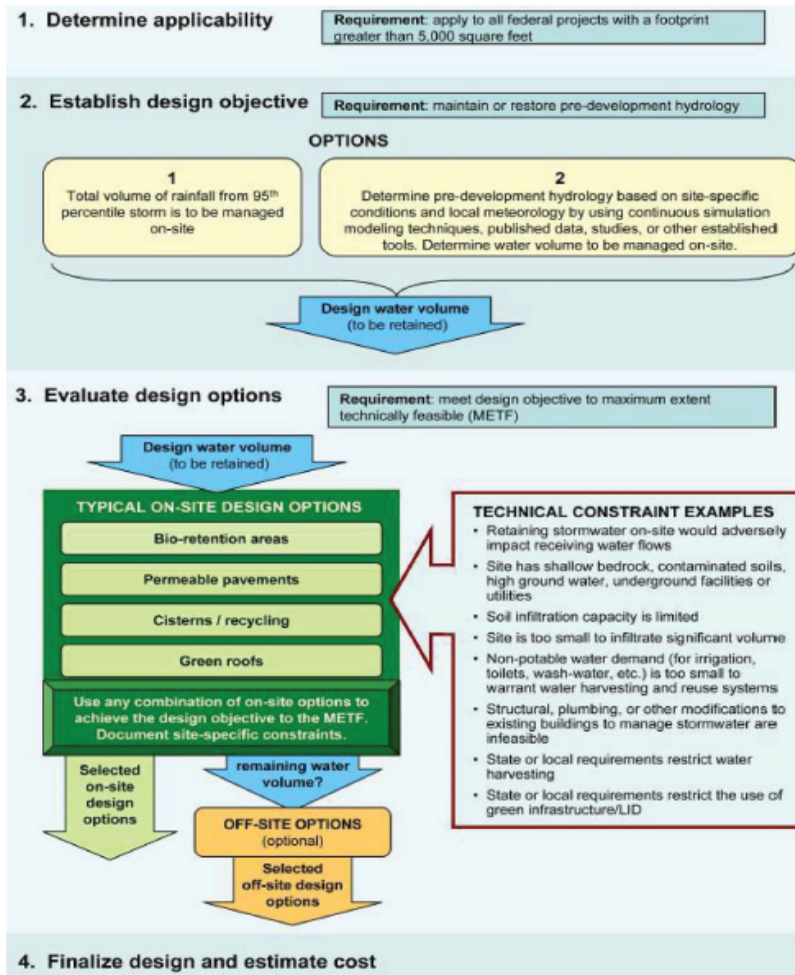 1. Determine applicability
Requirement: apply to all federal projects with a footprint
greater than 5,000 square feet
2. Establish design objective
Requirement: maintain or restore pre-development hydrology
OPTIONS
1
Total volume of rainfall from 95th
percentile storm is to be managed
on-site
2
Determine pre-development hydrology based on site-specific
conditions and local meteorology by using continuous simulation
modeling techniques, published data, studies, or other established
tools. Determine water volume to be managed on-site.
Design water volume
(to be retained)
3. Evaluate design options
Requirement: meet design objective to maximum extent
technically feasible (METF)
Design water volume
(to be retained)
TYPICAL ON-SITE DESIGN OPTIONS
Bio-retention areas
Permeable pavements
Cisterns / recycling
Green roofs
Use any combination of on-site options to
achieve the design objective to the METF.
Document site-specific constraints.
Selected
on-site
design
options
remaining water
volume?
OFF-SITE OPTIONS
(optional)
Selected
off-site design
options
TECHNICAL CONSTRAINT EXAMPLES
• Retaining stormwater on-site would adversely
impact receiving water flows
• Site has shallow bedrock, contaminated soils,
high ground water, underground facilities or
utilities
• Soil infiltration capacity is limited
• Site is too small to infiltrate significant volume
• Non-potable water demand (for irrigation,
toilets, wash-water, etc.) is too small to
warrant water harvesting and reuse systems
• Structural, plumbing, or other modifications to
existing buildings to manage stormwater are
infeasible
• State or local requirements restrict water
harvesting
• State or local requirements restrict the use of
green infrastructure/LID
4. Finalize design and estimate cost